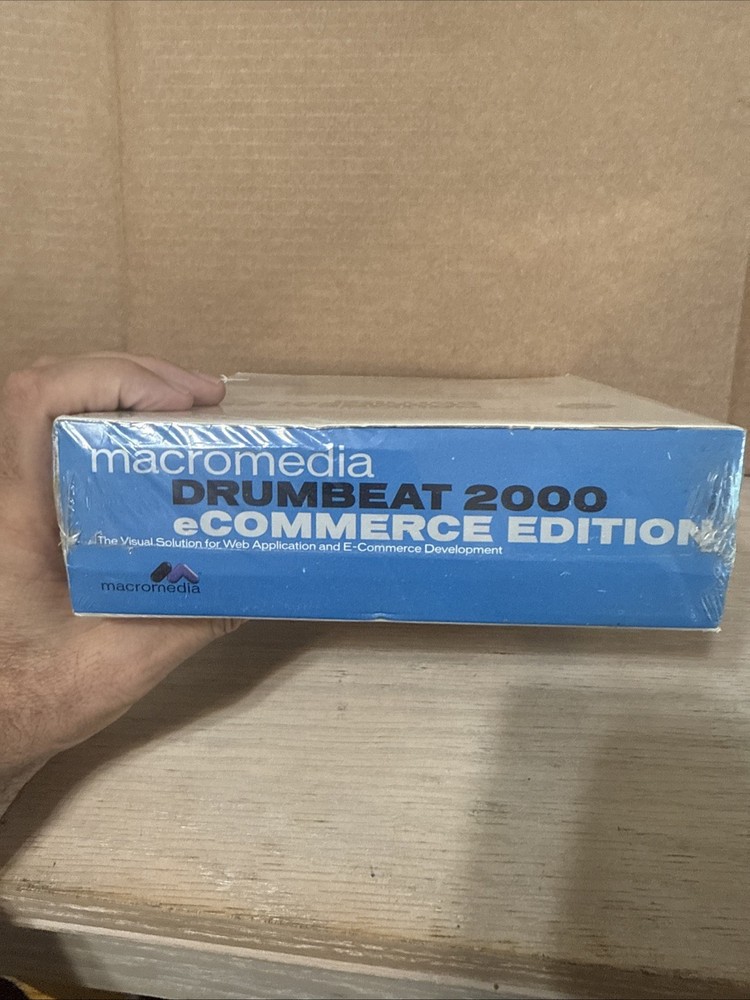 macromedia
DRUMBEAT 2000
eCOMMERCE EDITION
The Visual Solution for Web Application and E-Commerce Development
macromedia